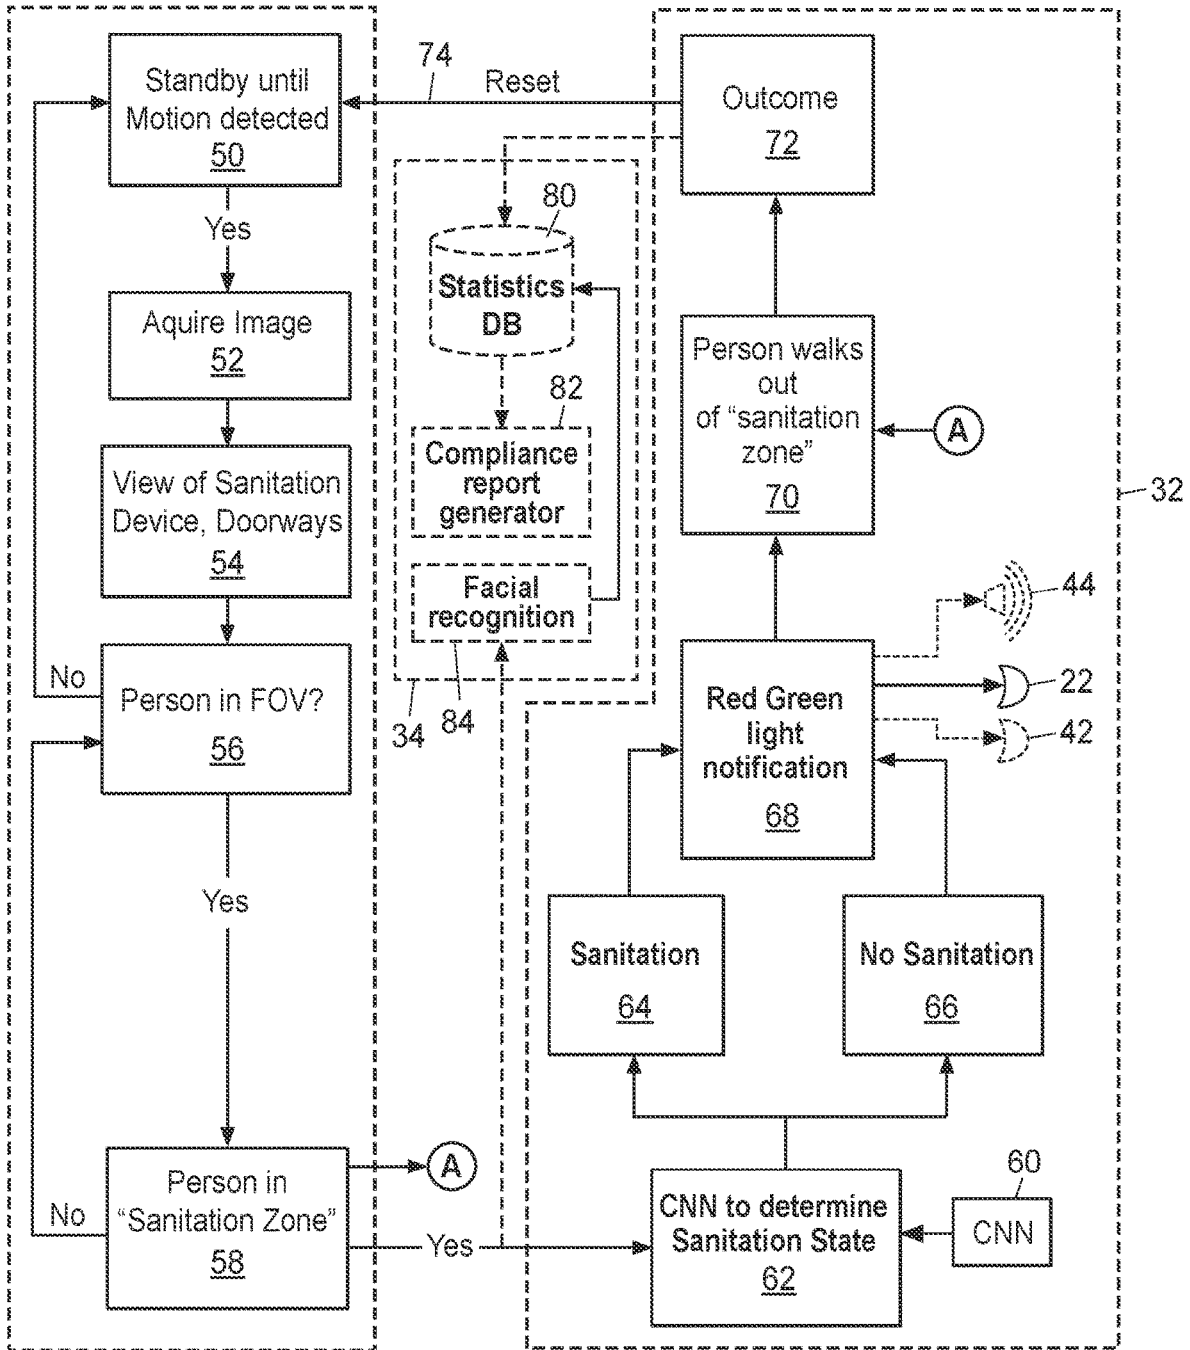 Standby until
Motion detected
50
Yes
Aquire Image
52
View of Sanitation
Device, Doorways
54
No
Person in FOV?
56
Yes
No
Person in
“Sanitation Zone”
58
A
Yes
74
Reset
80
Statistics
DB
82
Compliance
report
generator
Facial
recognition
34
84
Outcome
72
Person walks
out
of “sanitation
zone”
70
A
32
44
22
42
Red Green
light
notification
68
Sanitation
64
No Sanitation
66
CNN to determine
Sanitation State
62
60
CNN